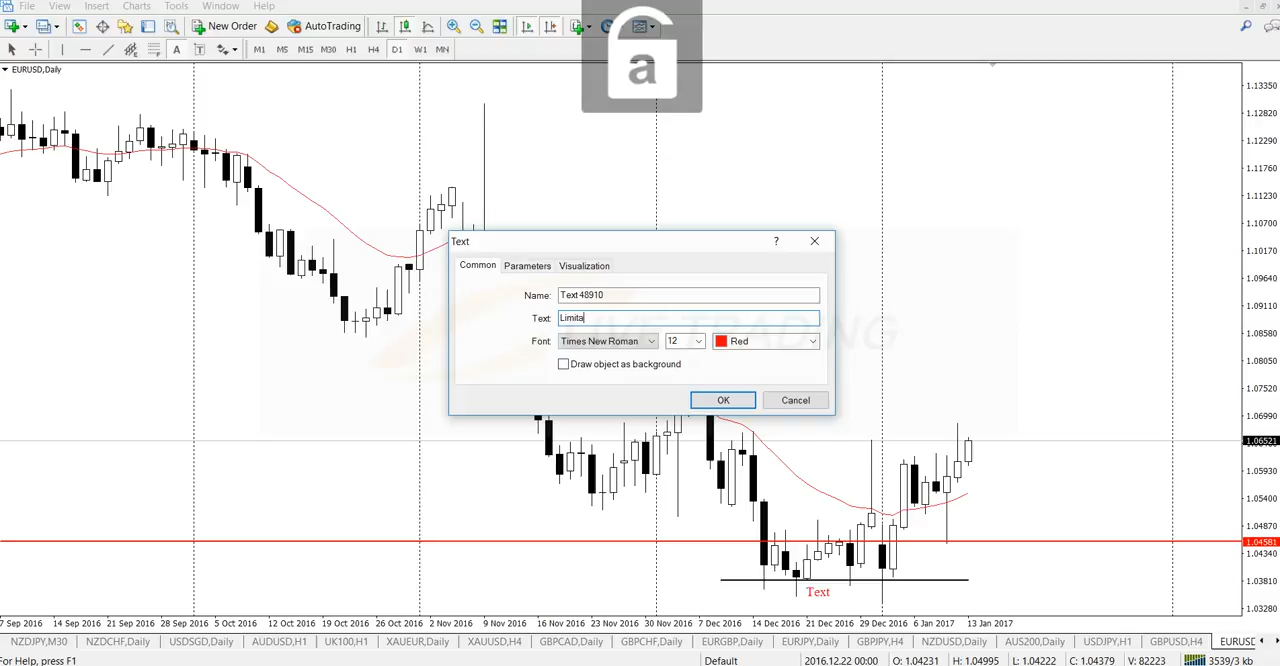 File View Insert Charts Tools Window Help
New Order AutoTrading
A T M1 M5 M15 M30 H1 H4 D1 W1 MN
a
EURUSD,Daily
1.13350
1.12820
1.12290
1.11760
1.11230
1.10700
1.10170
1.09640
1.09110
1.08580
1.08050
1.07520
1.06990
1.06521
1.05930
1.05400
1.04870
1.04581
1.04340
1.03810
1.03280
Text ?
Common Parameters Visualization
Name: Text 48910
Text: Limita
Font: Times New Roman 12 Red
Draw object as background
OK Cancel
LIVE TRADING
Text
7 Sep 2016 14 Sep 2016 21 Sep 2016 28 Sep 2016 5 Oct 2016 12 Oct 2016 19 Oct 2016 26 Oct 2016 2 Nov 2016 9 Nov 2016 16 Nov 2016 23 Nov 2016 30 Nov 2016 7 Dec 2016 14 Dec 2016 21 Dec 2016 29 Dec 2016 6 Jan 2017 13 Jan 2017
NZDJPY,M30 NZDCHF,Daily USDSGD,Daily AUDUSD,H1 UK100,H1 XAUEUR,Daily XAUUSD,H4 GBPCAD,Daily GBPCHF,Daily EURGBP,Daily EURJPY,Daily GBPJPY,H4 NZDUSD,Daily AUS200,Daily USDJPY,H1 GBPUSD,H4 EURUSD
For Help, press F1 Default 2016.12.22 00:00 O: 1.04231 H: 1.04995 L: 1.04222 C: 1.04379 V: 82273 2539/3 kb